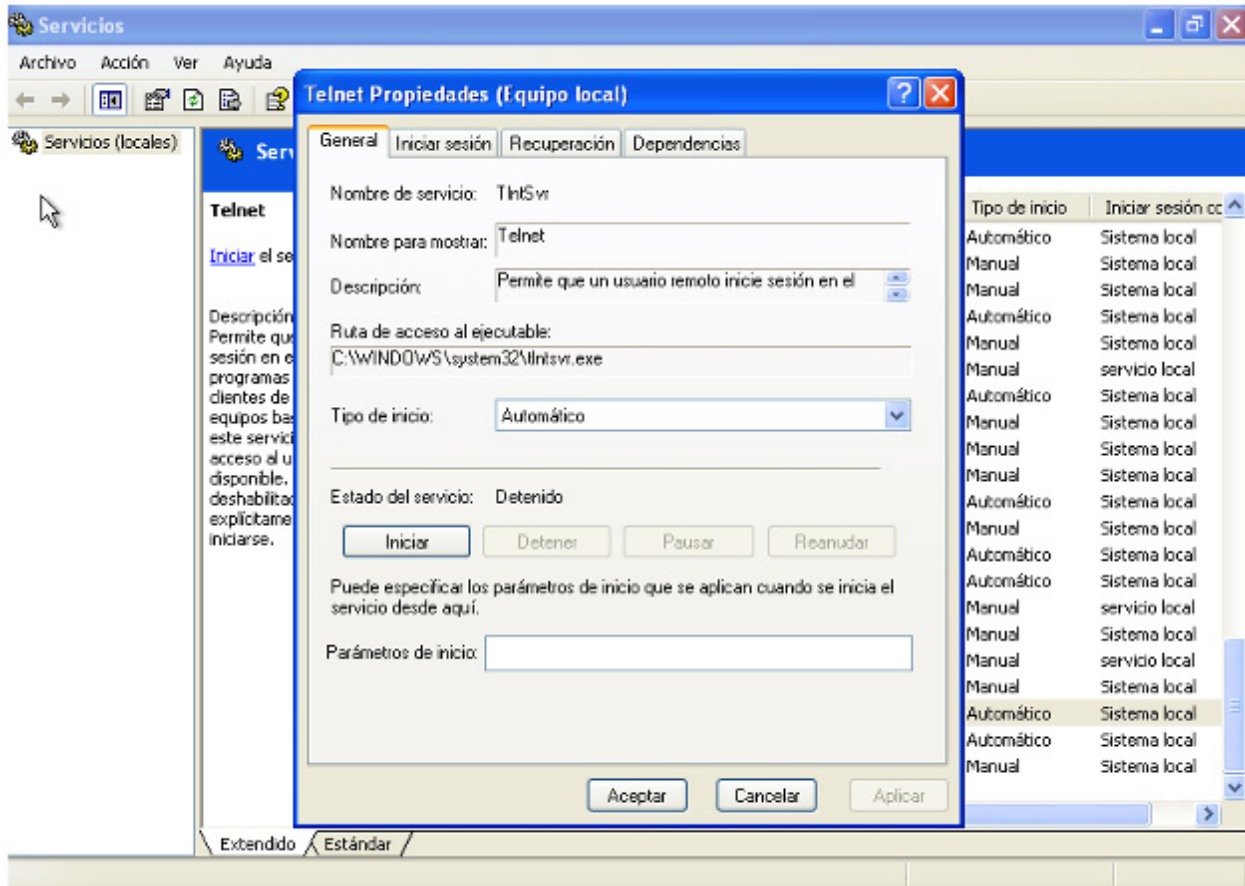 Servicios
Archivo Acción Ver Ayuda
Servicios (locales)
Serv
Telnet
Iniciar el se
Descripción
Permite que
sesión en e
programas
clientes de
equipos bas
este servici
acceso al u
disponible.
deshabilitad
explícitame
iniciarse.
Telnet Propiedades (Equipo local)
General Iniciar sesión Recuperación Dependencias
Nombre de servicio: TlntSvr
Nombre para mostrar: Telnet
Descripción: Permite que un usuario remoto inicie sesión en el
Ruta de acceso al ejecutable:
C:\WINDOWS\system32\tlntsvr.exe
Tipo de inicio: Automático
Estado del servicio: Detenido
Iniciar Detener Pausar Reanudar
Puede especificar los parámetros de inicio que se aplican cuando se inicia el
servicio desde aquí.
Parámetros de inicio:
Aceptar Cancelar Aplicar
Tipo de inicio Iniciar sesión cc
Automático Sistema local
Manual Sistema local
Manual Sistema local
Automático Sistema local
Manual Sistema local
Manual servicio local
Automático Sistema local
Manual Sistema local
Manual Sistema local
Manual Sistema local
Automático Sistema local
Manual Sistema local
Automático Sistema local
Automático Sistema local
Manual servicio local
Manual Sistema local
Manual servicio local
Manual Sistema local
Automático Sistema local
Automático Sistema local
Manual Sistema local
Extendido Estándar